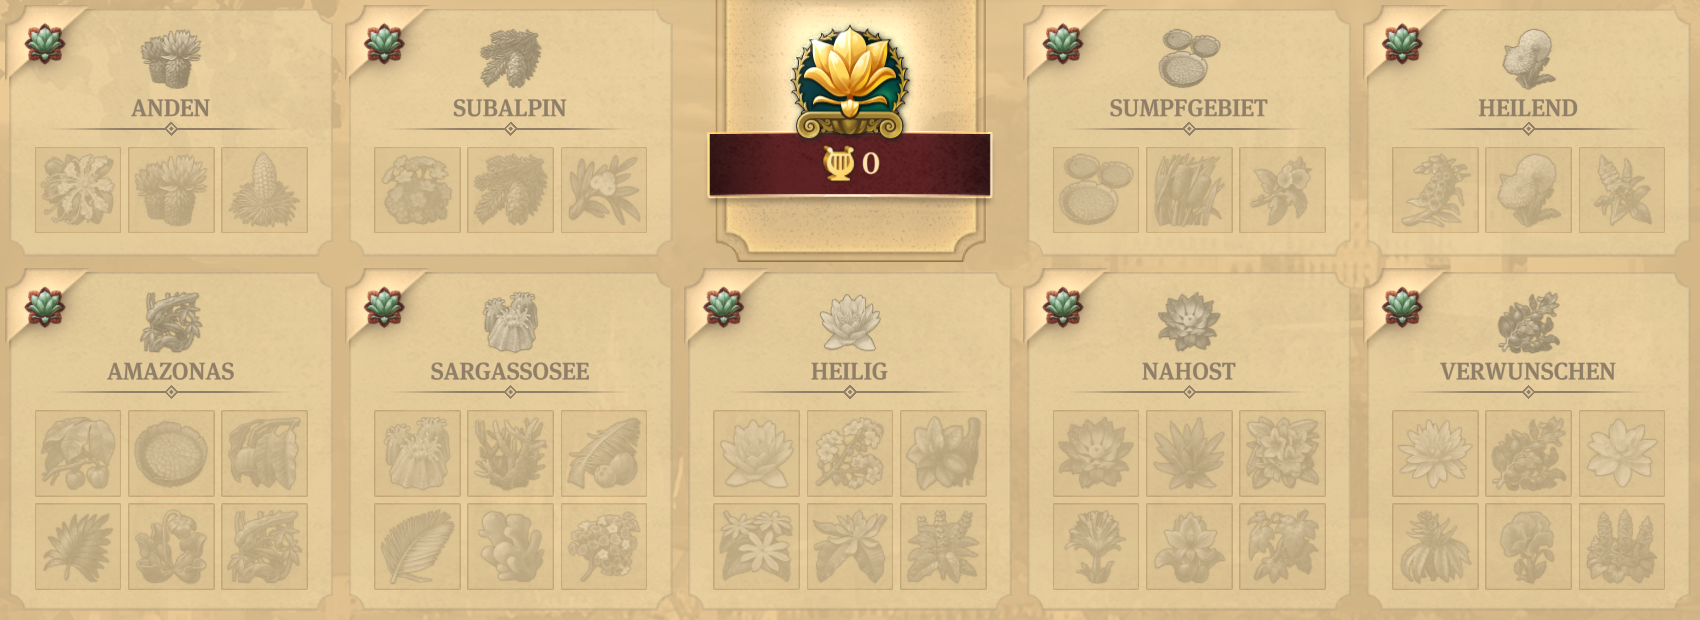 ANDEN
SUBALPIN
0
SUMPFGEBIET
HEILEND
AMAZONAS
SARGASSOSEE
HEILIG
NAHOST
VERWUNSCHEN